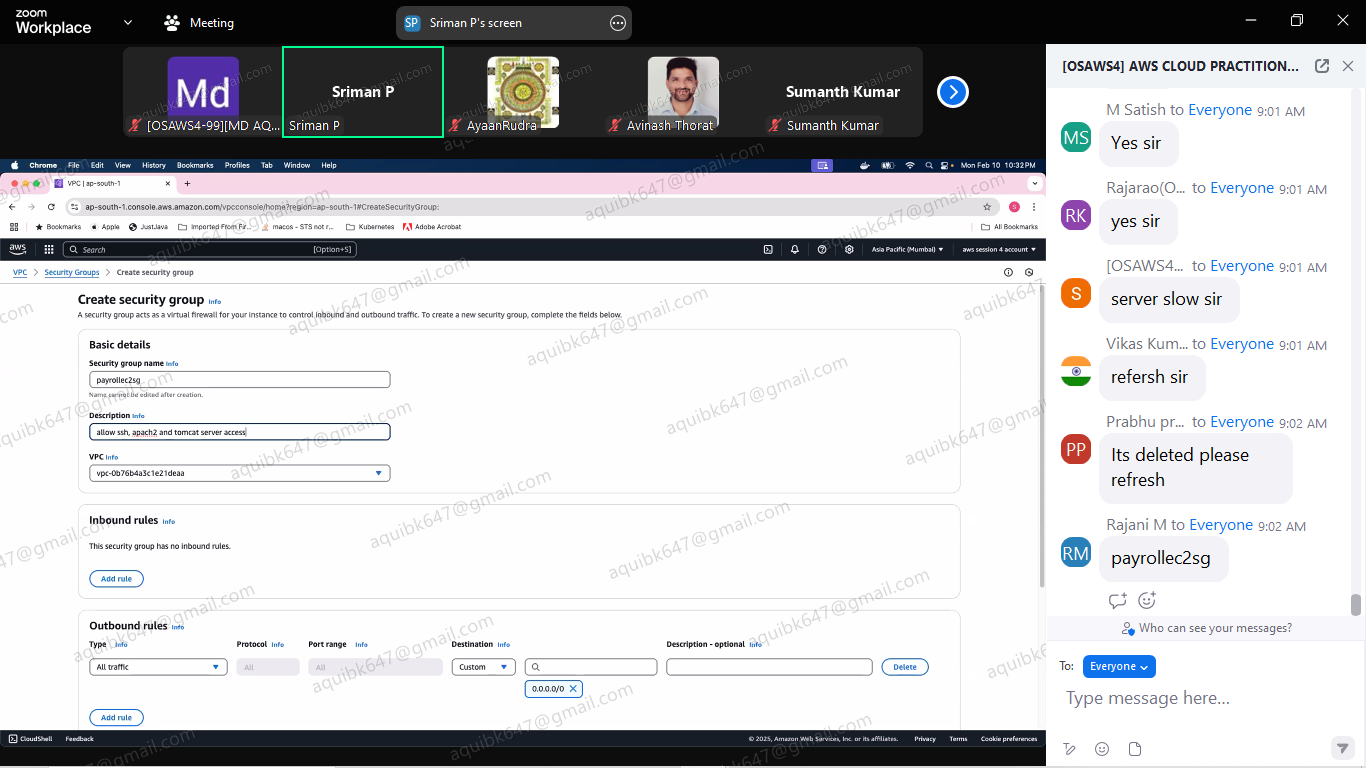 zoom
Workplace
Meeting
SP
Sriman P's screen
Md
[OSAWS4-99][MD AQ...
Sriman P
Sriman P
AyaanRudra
Avinash Thorat
Sumanth Kumar
Sumanth Kumar
Chrome File Edit View History Bookmarks Profiles Tab Window Help
Mon Feb 10 10:32 PM
VPC | ap-south-1
ap-south-1.console.aws.amazon.com/vpcconsole/home?region=ap-south-1#CreateSecurityGroup:
S
Bookmarks Apple JustJava Imported From Fir... macos - STS not r... Kubernetes Adobe Acrobat All Bookmarks
aws
Search [Option+S]
Asia Pacific (Mumbai)
aws session 4 account
VPC > Security Groups > Create security group
Create security group Info
A security group acts as a virtual firewall for your instance to control inbound and outbound traffic. To create a new security group, complete the fields below.
Basic details
Security group name Info
payrollec2sg
Name cannot be edited after creation.
Description Info
allow ssh, apach2 and tomcat server access
VPC Info
vpc-0b76b4a3c1e21deaa
Inbound rules Info
This security group has no inbound rules.
Add rule
Outbound rules Info
Type Info Protocol Info Port range Info Destination Info Description - optional Info
All traffic All All Custom Delete
0.0.0.0/0
Add rule
CloudShell Feedback © 2025, Amazon Web Services, Inc. or its affiliates. Privacy Terms Cookie preferences
aquibk647@gmail.com
[OSAWS4] AWS CLOUD PRACTITION...
M Satish to Everyone 9:01 AM
MS
Yes sir
Rajarao(O... to Everyone 9:01 AM
RK
yes sir
[OSAWS4... to Everyone 9:01 AM
S
server slow sir
Vikas Kum... to Everyone 9:01 AM
refersh sir
Prabhu pr... to Everyone 9:02 AM
PP
Its deleted please
refresh
Rajani M to Everyone 9:02 AM
RM
payrollec2sg
Who can see your messages?
To: Everyone
Type message here...